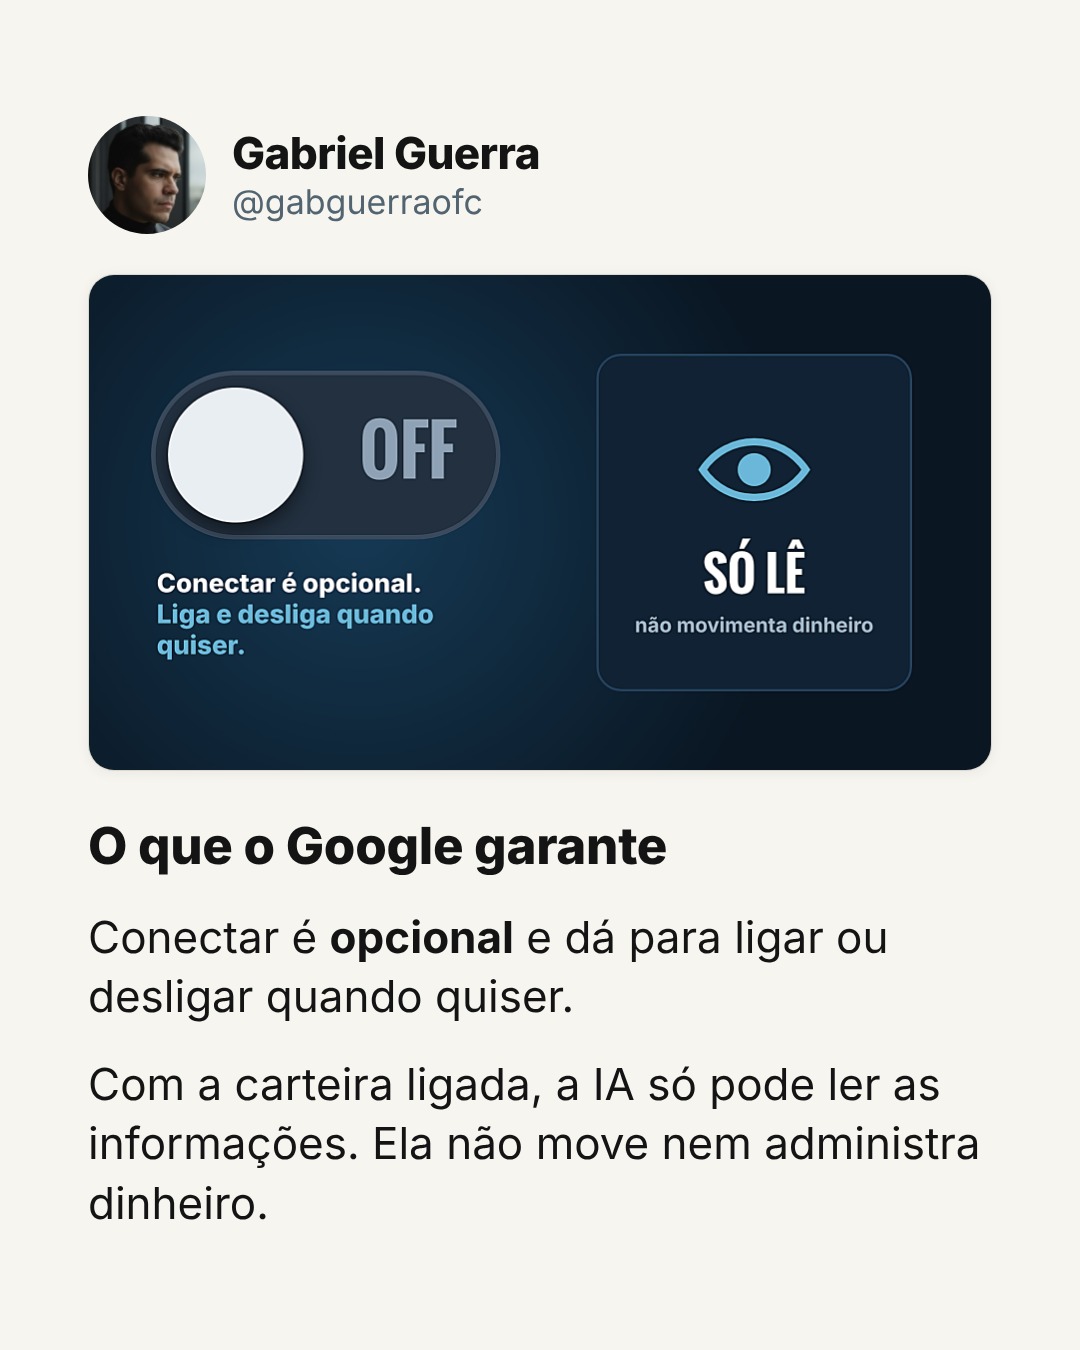 Gabriel Guerra
@gabguerraofc
OFF
Conectar é opcional.
Liga e desliga quando
quiser.
SÓ LÊ
não movimenta dinheiro
O que o Google garante
Conectar é opcional e dá para ligar ou
desligar quando quiser.
Com a carteira ligada, a IA só pode ler as
informações. Ela não move nem administra
dinheiro.